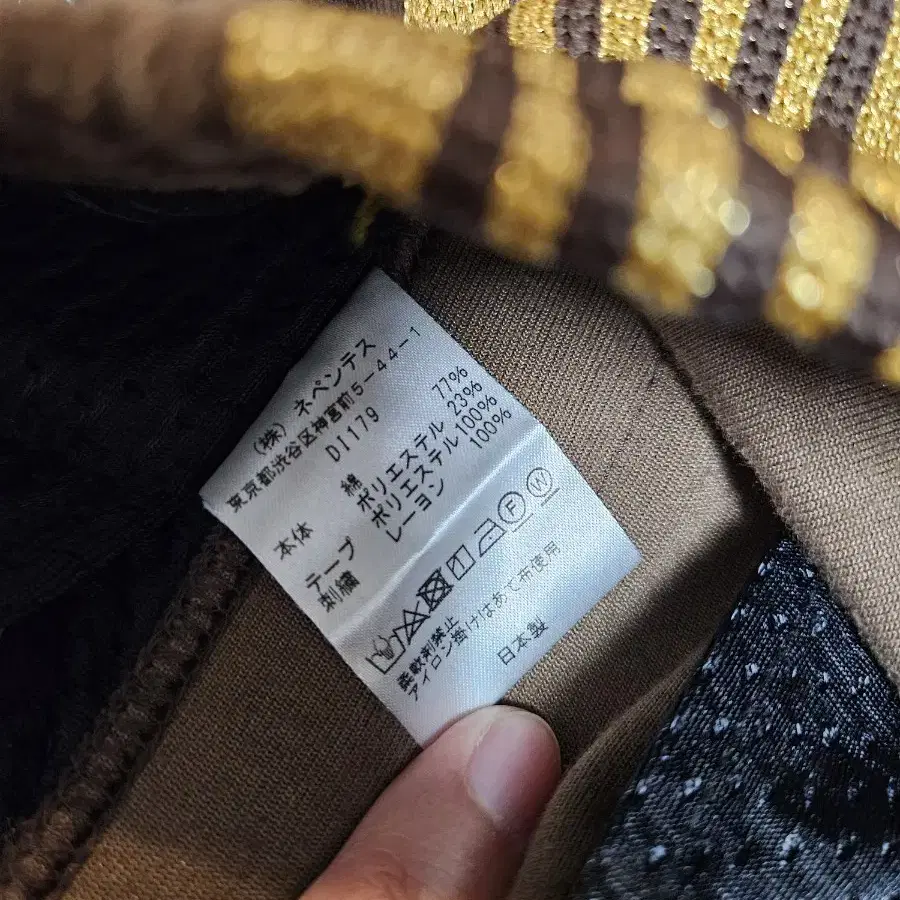 (株) ネペンテス
東京都渋谷区神宮前5-44-1
DI179
本体 綿 77%
ポリエステル 23%
テープ ポリエステル 100%
刺繍 レーヨン 100%
F W
柔軟剤禁止
アイロン掛けはあて布使用
日本製